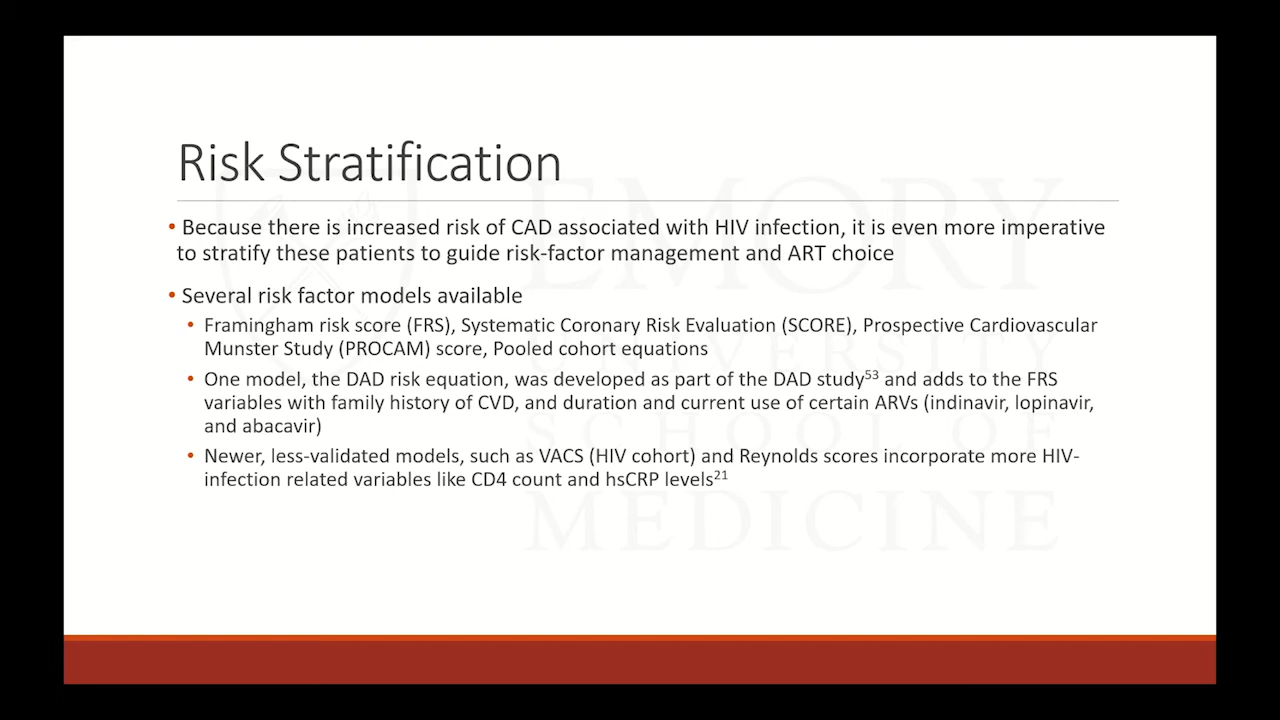 Risk Stratification
• Because there is increased risk of CAD associated with HIV infection, it is even more imperative
to stratify these patients to guide risk-factor management and ART choice
• Several risk factor models available
• Framingham risk score (FRS), Systematic Coronary Risk Evaluation (SCORE), Prospective Cardiovascular
Munster Study (PROCAM) score, Pooled cohort equations
• One model, the DAD risk equation, was developed as part of the DAD study⁵³ and adds to the FRS
variables with family history of CVD, and duration and current use of certain ARVs (indinavir, lopinavir,
and abacavir)
• Newer, less-validated models, such as VACS (HIV cohort) and Reynolds scores incorporate more HIV-
infection related variables like CD4 count and hsCRP levels²¹
EMORY
UNIVERSITY
SCHOOL OF
MEDICINE